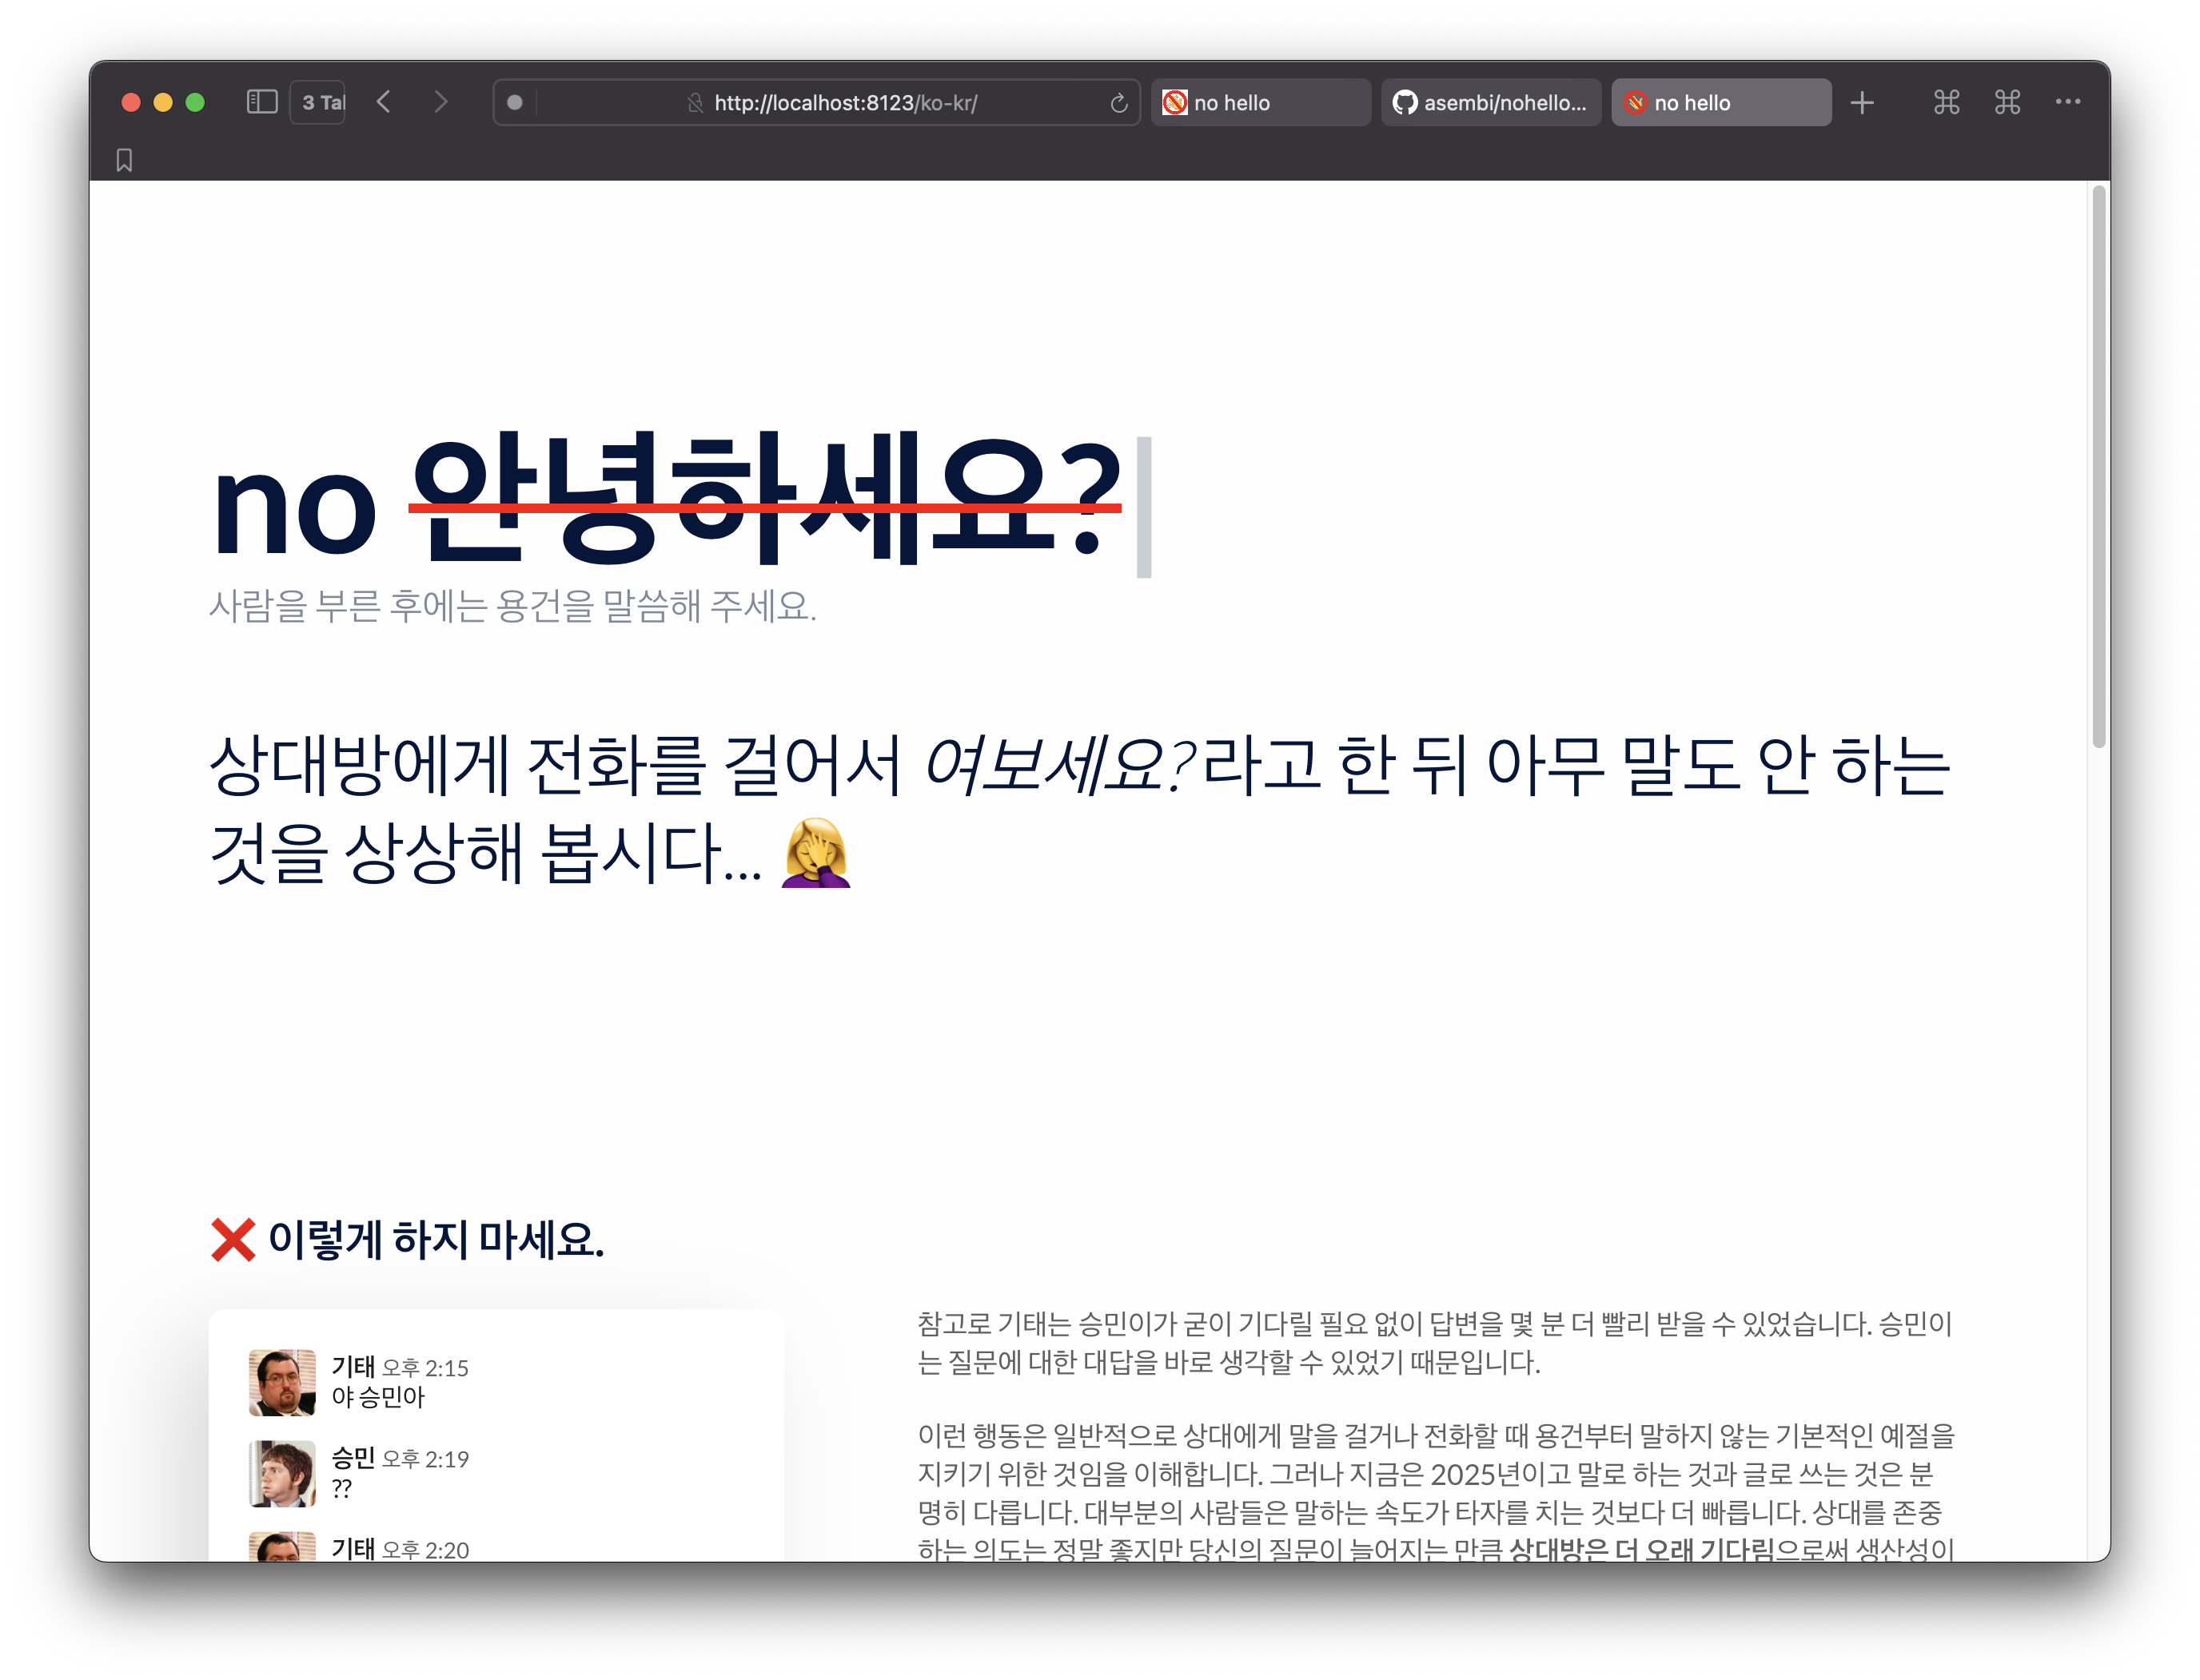 3 Ta
http://localhost:8123/ko-kr/
no hello
asembi/nohello...
no hello
no 안녕하세요?
사람을 부른 후에는 용건을 말씀해 주세요.
상대방에게 전화를 걸어서 여보세요?라고 한 뒤 아무 말도 안 하는
것을 상상해 봅시다... 🤦‍♀️
❌ 이렇게 하지 마세요.
기태 오후 2:15
야 승민아
승민 오후 2:19
??
기태 오후 2:20
참고로 기태는 승민이가 굳이 기다릴 필요 없이 답변을 몇 분 더 빨리 받을 수 있었습니다. 승민이
는 질문에 대한 대답을 바로 생각할 수 있었기 때문입니다.
이런 행동은 일반적으로 상대에게 말을 걸거나 전화할 때 용건부터 말하지 않는 기본적인 예절을
지키기 위한 것임을 이해합니다. 그러나 지금은 2025년이고 말로 하는 것과 글로 쓰는 것은 분
명히 다릅니다. 대부분의 사람들은 말하는 속도가 타자를 치는 것보다 더 빠릅니다. 상대를 존중
하는 의도는 정말 좋지만 당신의 질문이 늘어지는 만큼 상대방은 더 오래 기다림으로써 생산성이